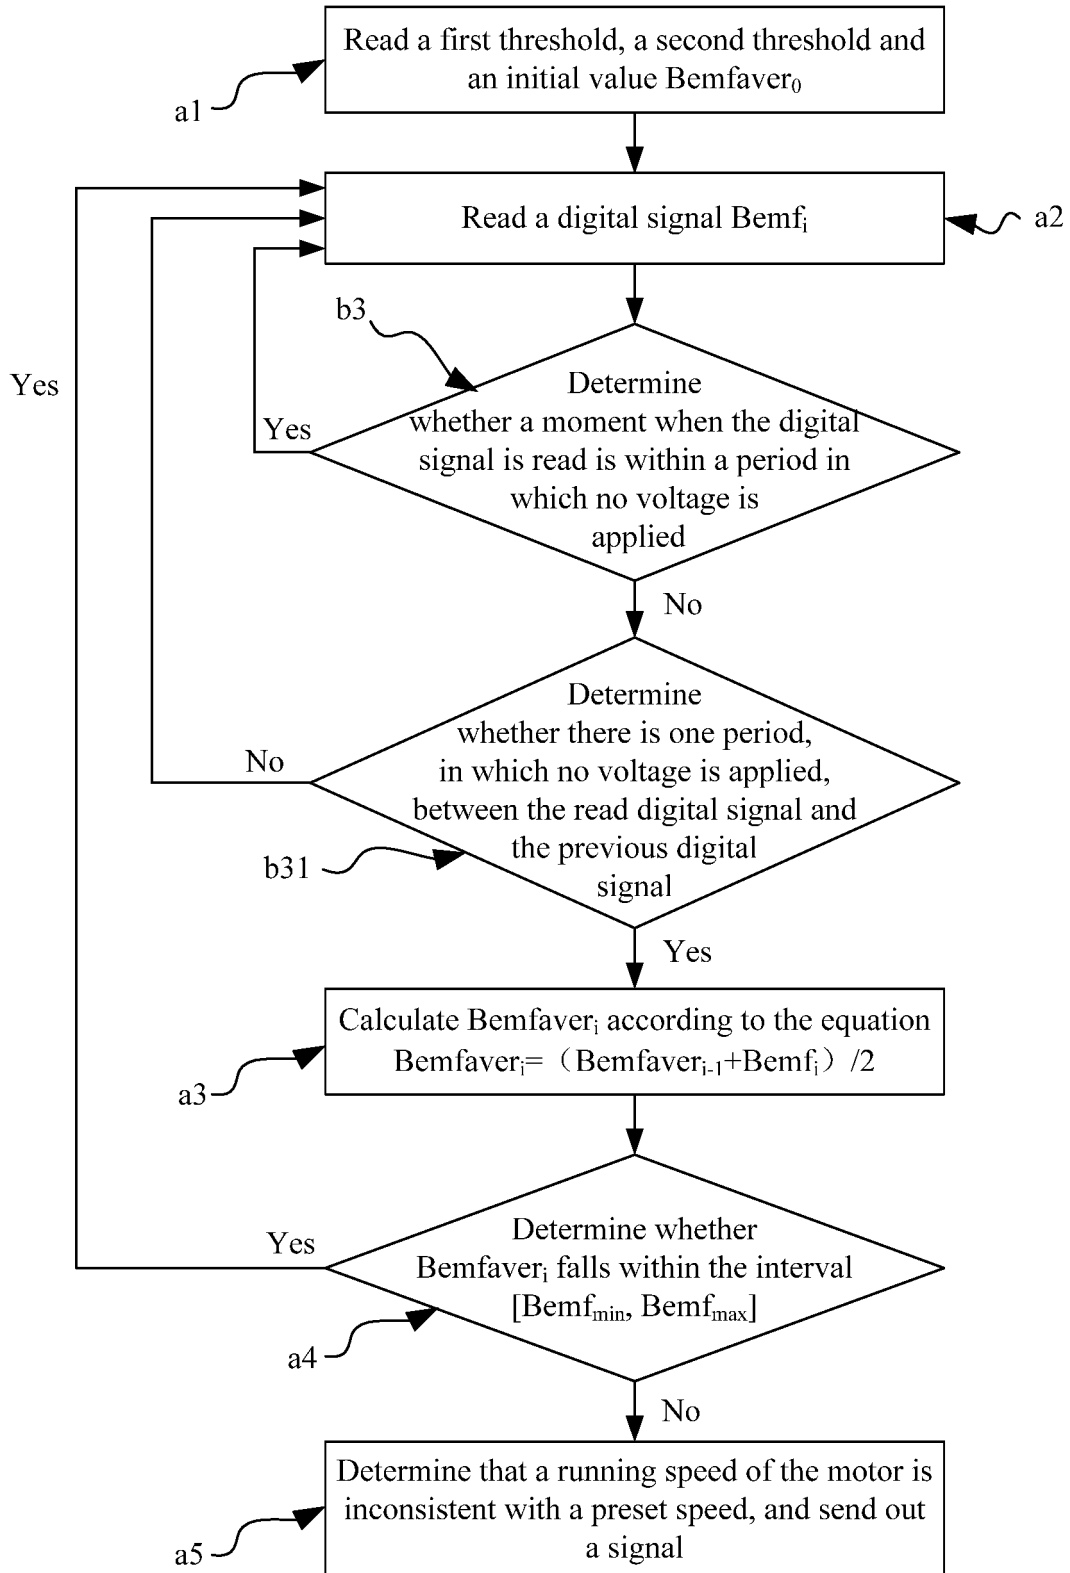 Read a first threshold, a second threshold and
an initial value Bemfaver₀
a1
Read a digital signal Bemfᵢ
a2
b3
Yes
Determine
whether a moment when the digital
signal is read is within a period in
which no voltage is
applied
Yes
No
Determine
whether there is one period,
in which no voltage is applied,
between the read digital signal and
the previous digital
signal
No
b31
Yes
Calculate Bemfaverᵢ according to the equation
Bemfaverᵢ=（Bemfaverᵢ₋₁+Bemfᵢ）/2
a3
Yes
Determine whether
Bemfaverᵢ falls within the interval
[Bemfmin, Bemfmax]
a4
No
Determine that a running speed of the motor is
inconsistent with a preset speed, and send out
a signal
a5